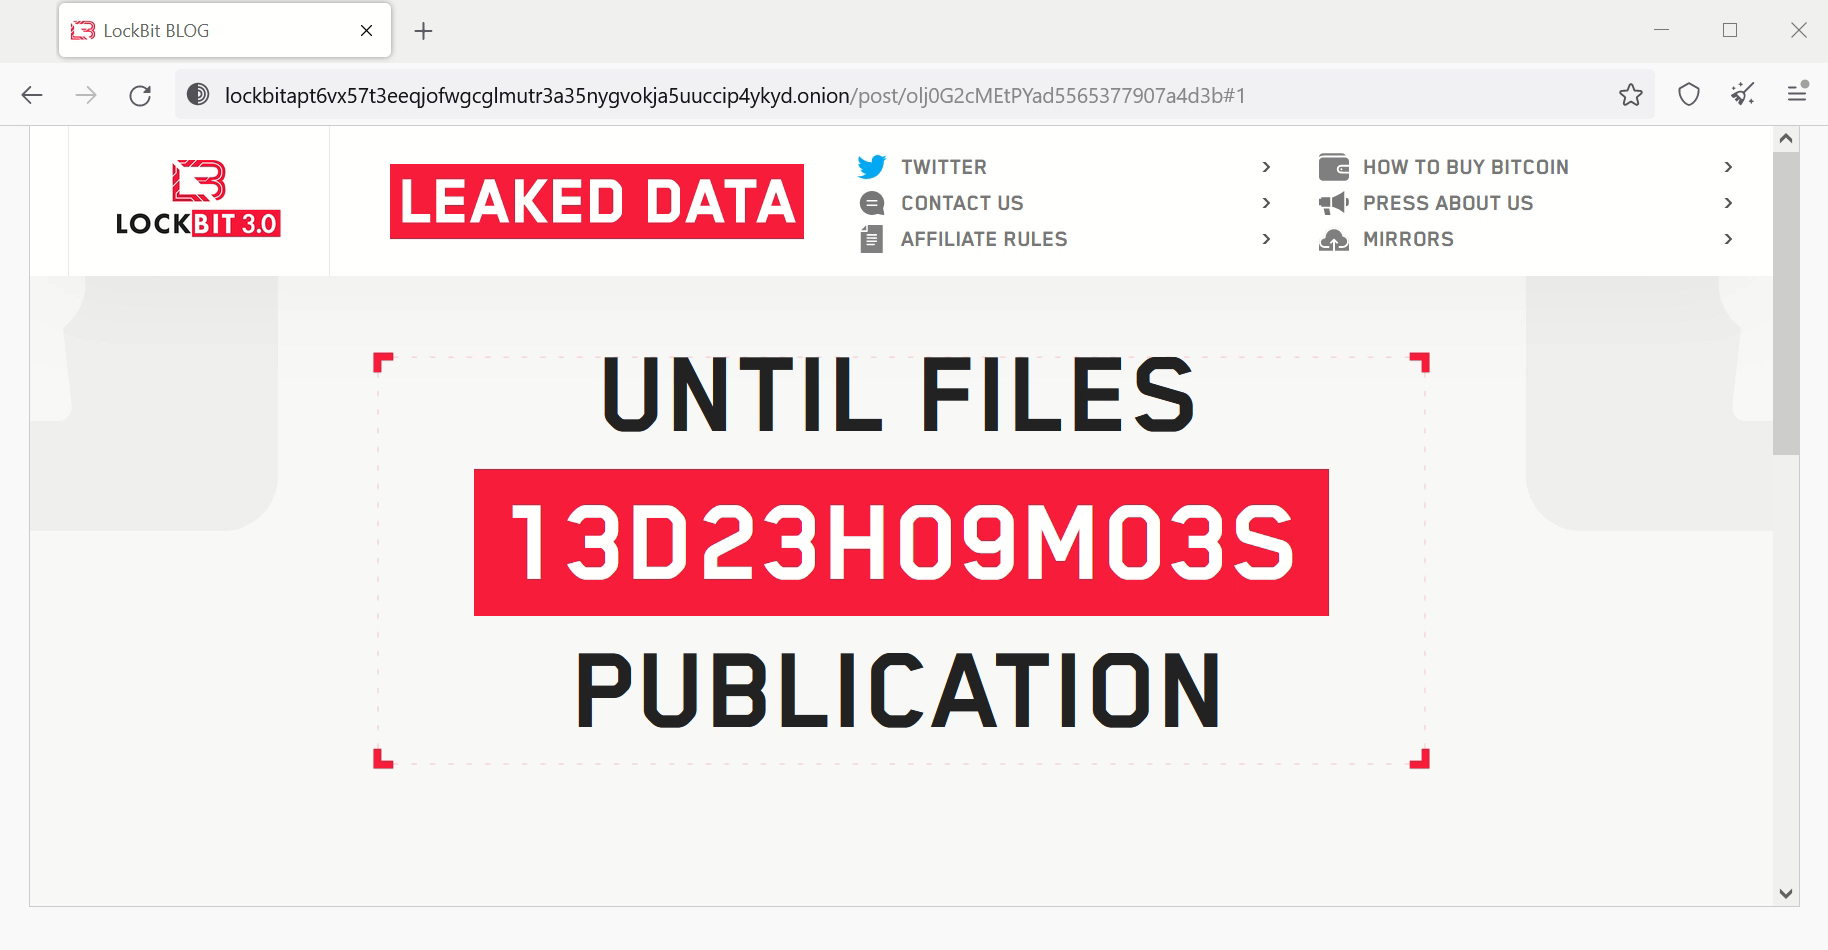 LockBit BLOG
lockbitapt6vx57t3eeqjofwgcglmutr3a35nygvokja5uuccip4ykyd.onion/post/olj0G2cMEtPYad5565377907a4d3b#1
LOCKBIT 3.0
LEAKED DATA
TWITTER
CONTACT US
AFFILIATE RULES
HOW TO BUY BITCOIN
PRESS ABOUT US
MIRRORS
UNTIL FILES
13D23H09M03S
PUBLICATION